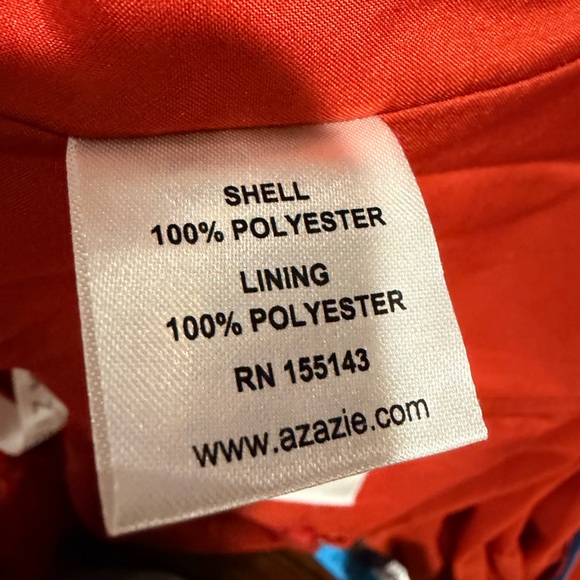 SHELL
100% POLYESTER
LINING
100% POLYESTER
RN 155143
www.azazie.com